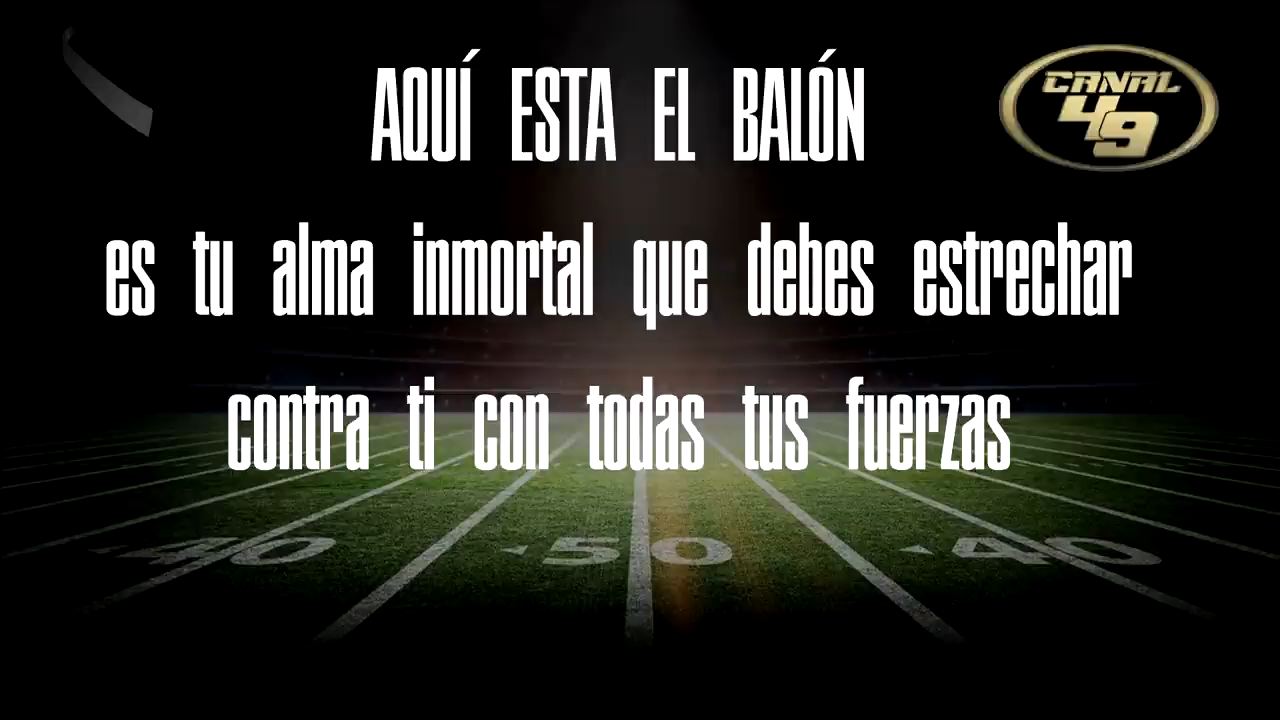 AQUÍ ESTA EL BALÓN
CANAL
49
es tu alma inmortal que debes estrechar
contra ti con todas tus fuerzas
40 50 40